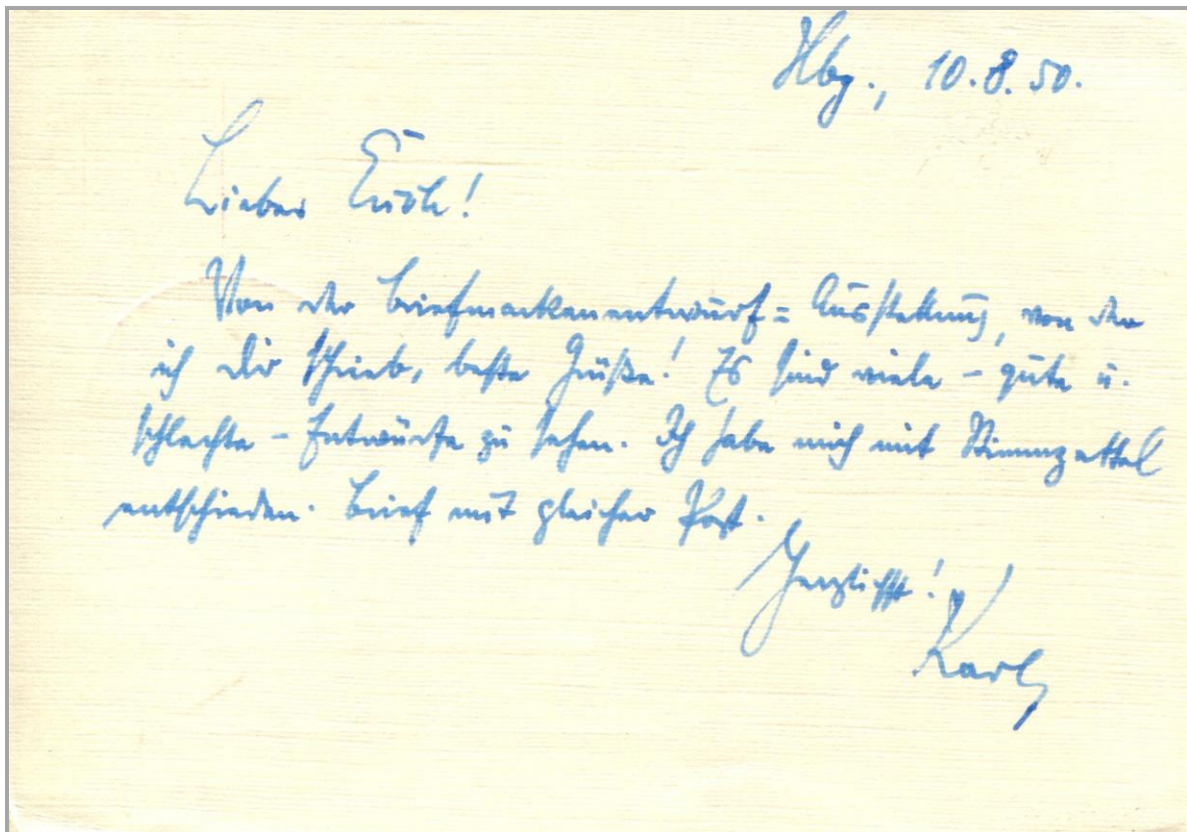 Hbg., 10. 8. 50.
Lieber Erich!
Von der Briefmarkenentwurf= Ausstellung, von der
ich Dir schrieb, beste Grüße! Es sind viele – gute u.
schlechte – Entwürfe zu sehen. Ich habe mich mit Stimmzettel
entschieden. Brief mit gleicher Post.
Herzlichst!
Karl